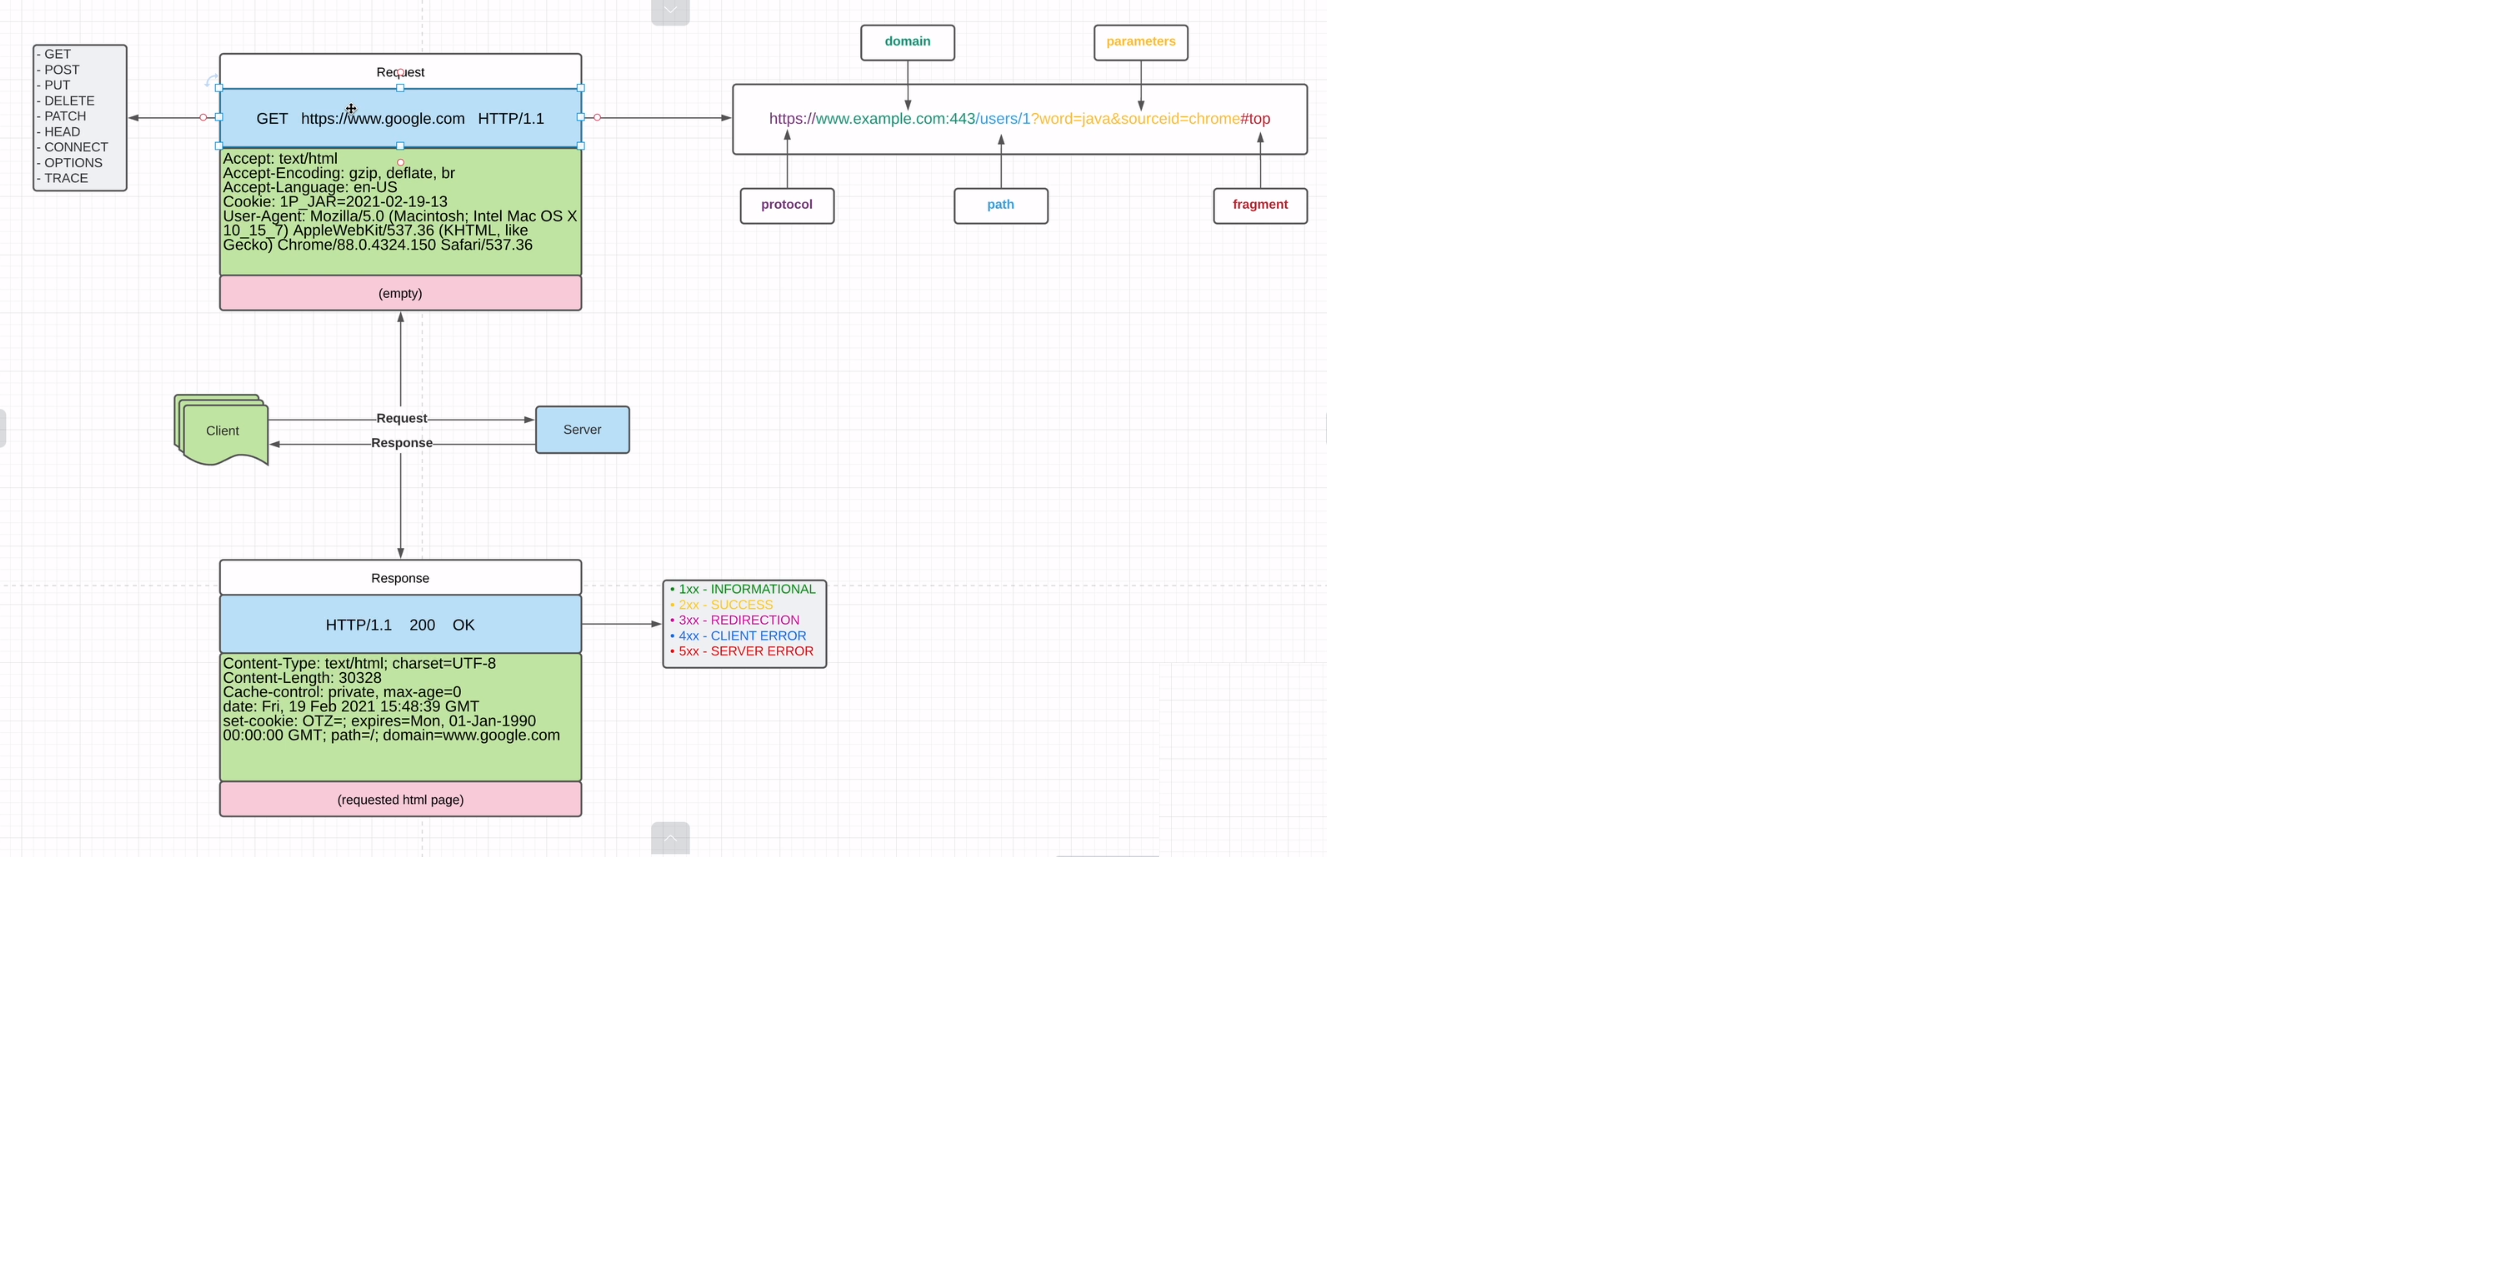 - GET
- POST
- PUT
- DELETE
- PATCH
- HEAD
- CONNECT
- OPTIONS
- TRACE
Request
GET https://www.google.com HTTP/1.1
Accept: text/html
Accept-Encoding: gzip, deflate, br
Accept-Language: en-US
Cookie: 1P_JAR=2021-02-19-13
User-Agent: Mozilla/5.0 (Macintosh; Intel Mac OS X
10_15_7) AppleWebKit/537.36 (KHTML, like
Gecko) Chrome/88.0.4324.150 Safari/537.36
(empty)
domain
parameters
https://www.example.com:443/users/1?word=java&sourceid=chrome#top
protocol
path
fragment
Client
Request
Response
Server
Response
HTTP/1.1 200 OK
Content-Type: text/html; charset=UTF-8
Content-Length: 30328
Cache-control: private, max-age=0
date: Fri, 19 Feb 2021 15:48:39 GMT
set-cookie: OTZ=; expires=Mon, 01-Jan-1990
00:00:00 GMT; path=/; domain=www.google.com
(requested html page)
• 1xx - INFORMATIONAL
• 2xx - SUCCESS
• 3xx - REDIRECTION
• 4xx - CLIENT ERROR
• 5xx - SERVER ERROR